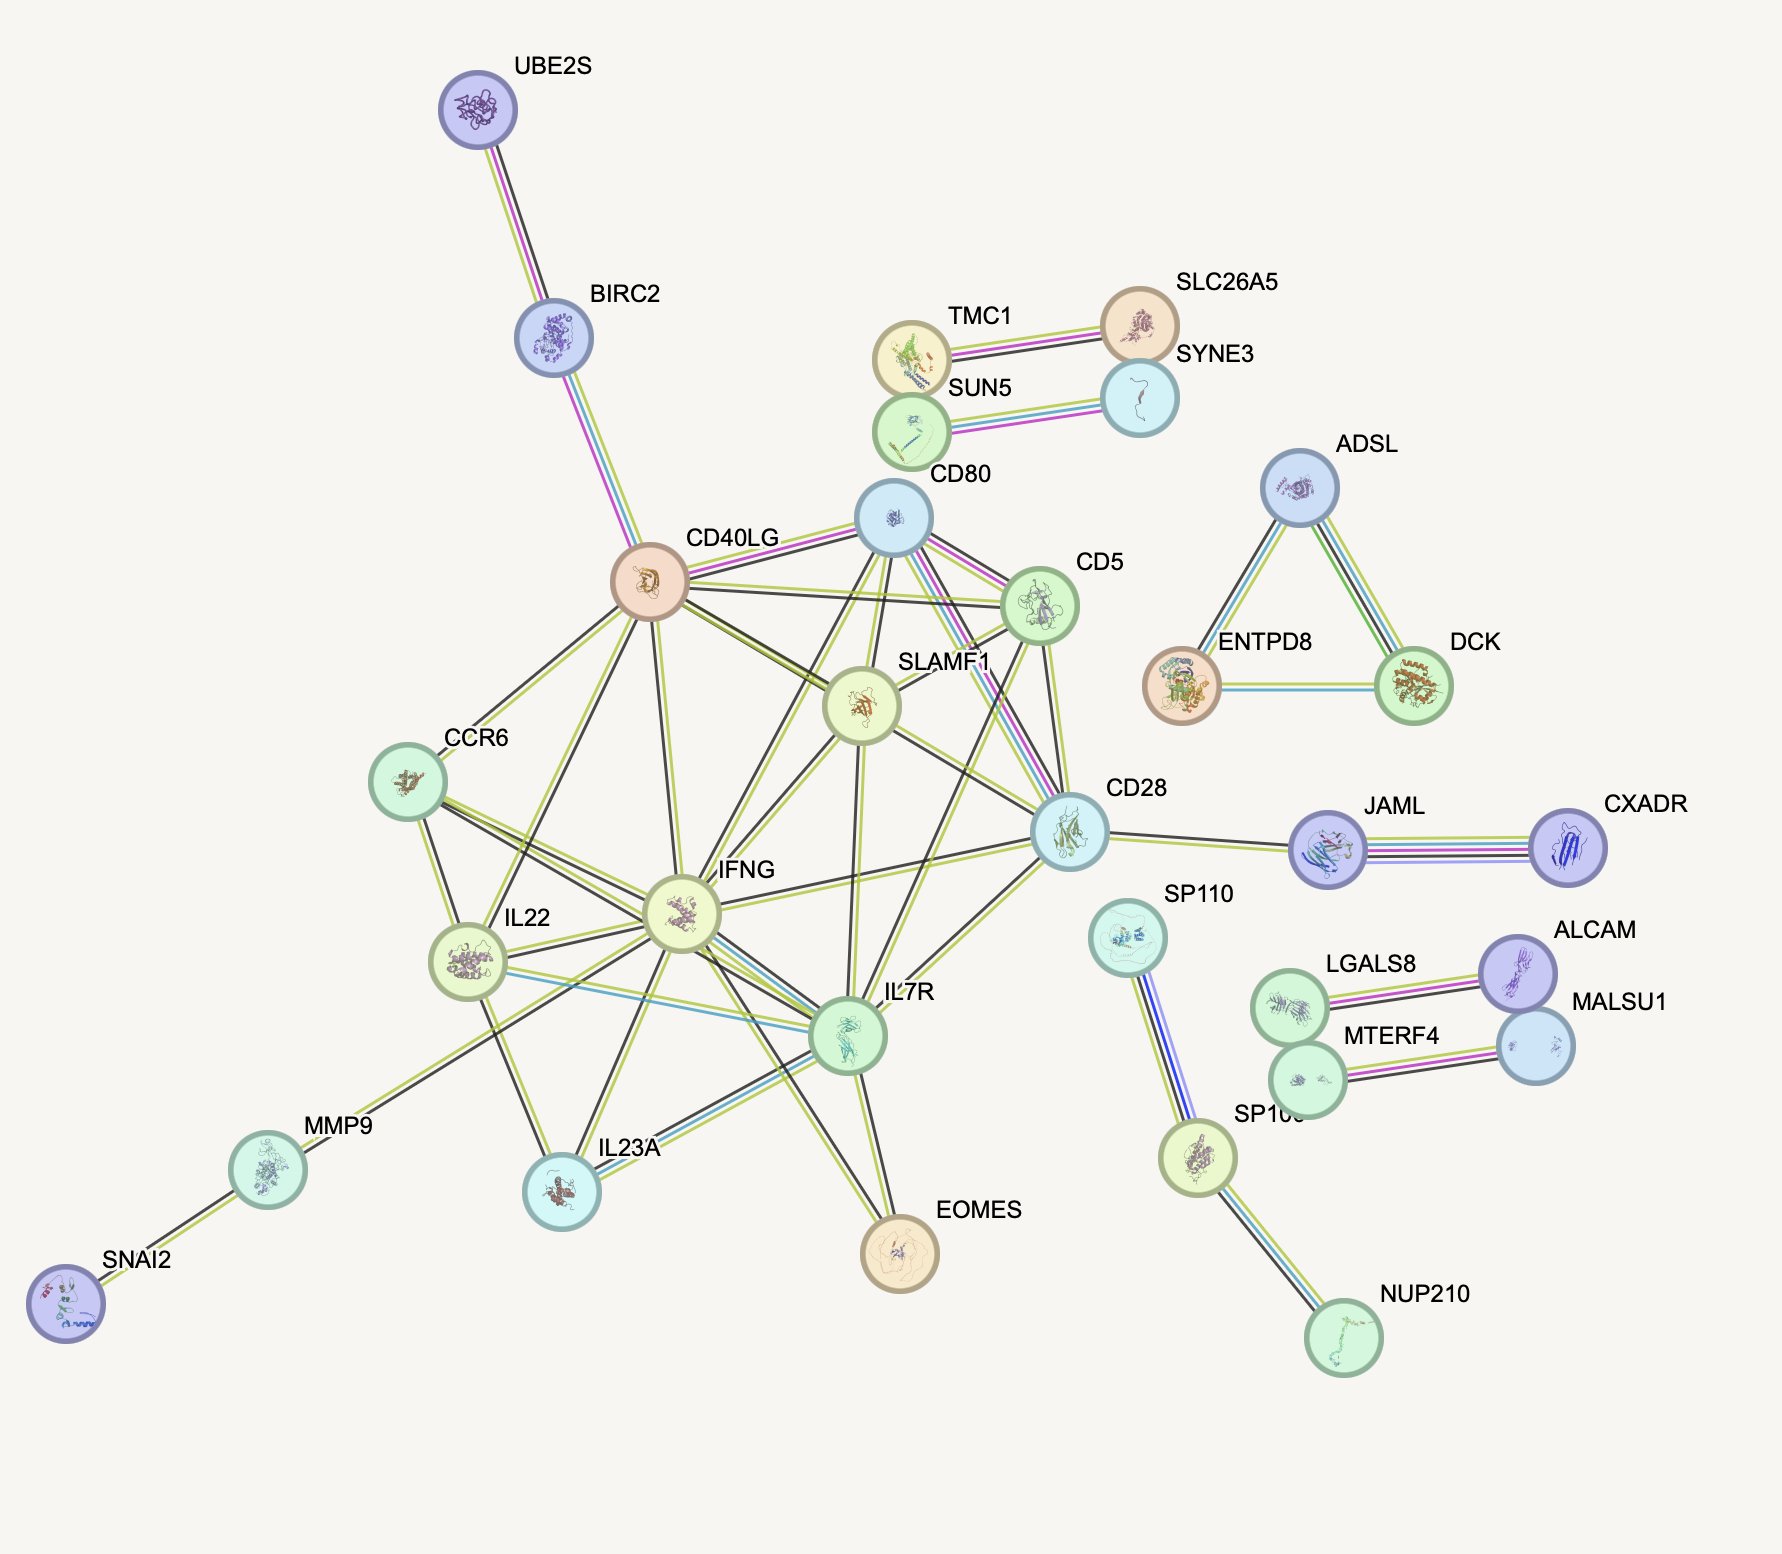 UBE2S
BIRC2
SLC26A5
TMC1
SYNE3
SUN5
ADSL
CD80
CD40LG
CD5
ENTPD8
DCK
SLAMF1
CCR6
CD28
JAML
CXADR
IFNG
SP110
IL22
ALCAM
LGALS8
IL7R
MALSU1
MTERF4
MMP9
IL23A
EOMES
SNAI2
NUP210